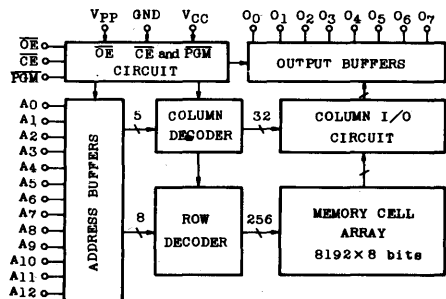 VPP GND VCC O0 O1 O2 O3 O4 O5 O6 O7
OE
CE
PGM
OE CE and PGM
CIRCUIT
OUTPUT BUFFERS
A0
A1
A2
A3
A4
A5
A6
A7
A8
A9
A10
A11
A12
ADDRESS BUFFERS
5
COLUMN
DECODER
32
COLUMN I/O
CIRCUIT
8
ROW
DECODER
256
MEMORY CELL
ARRAY
8192×8 bits